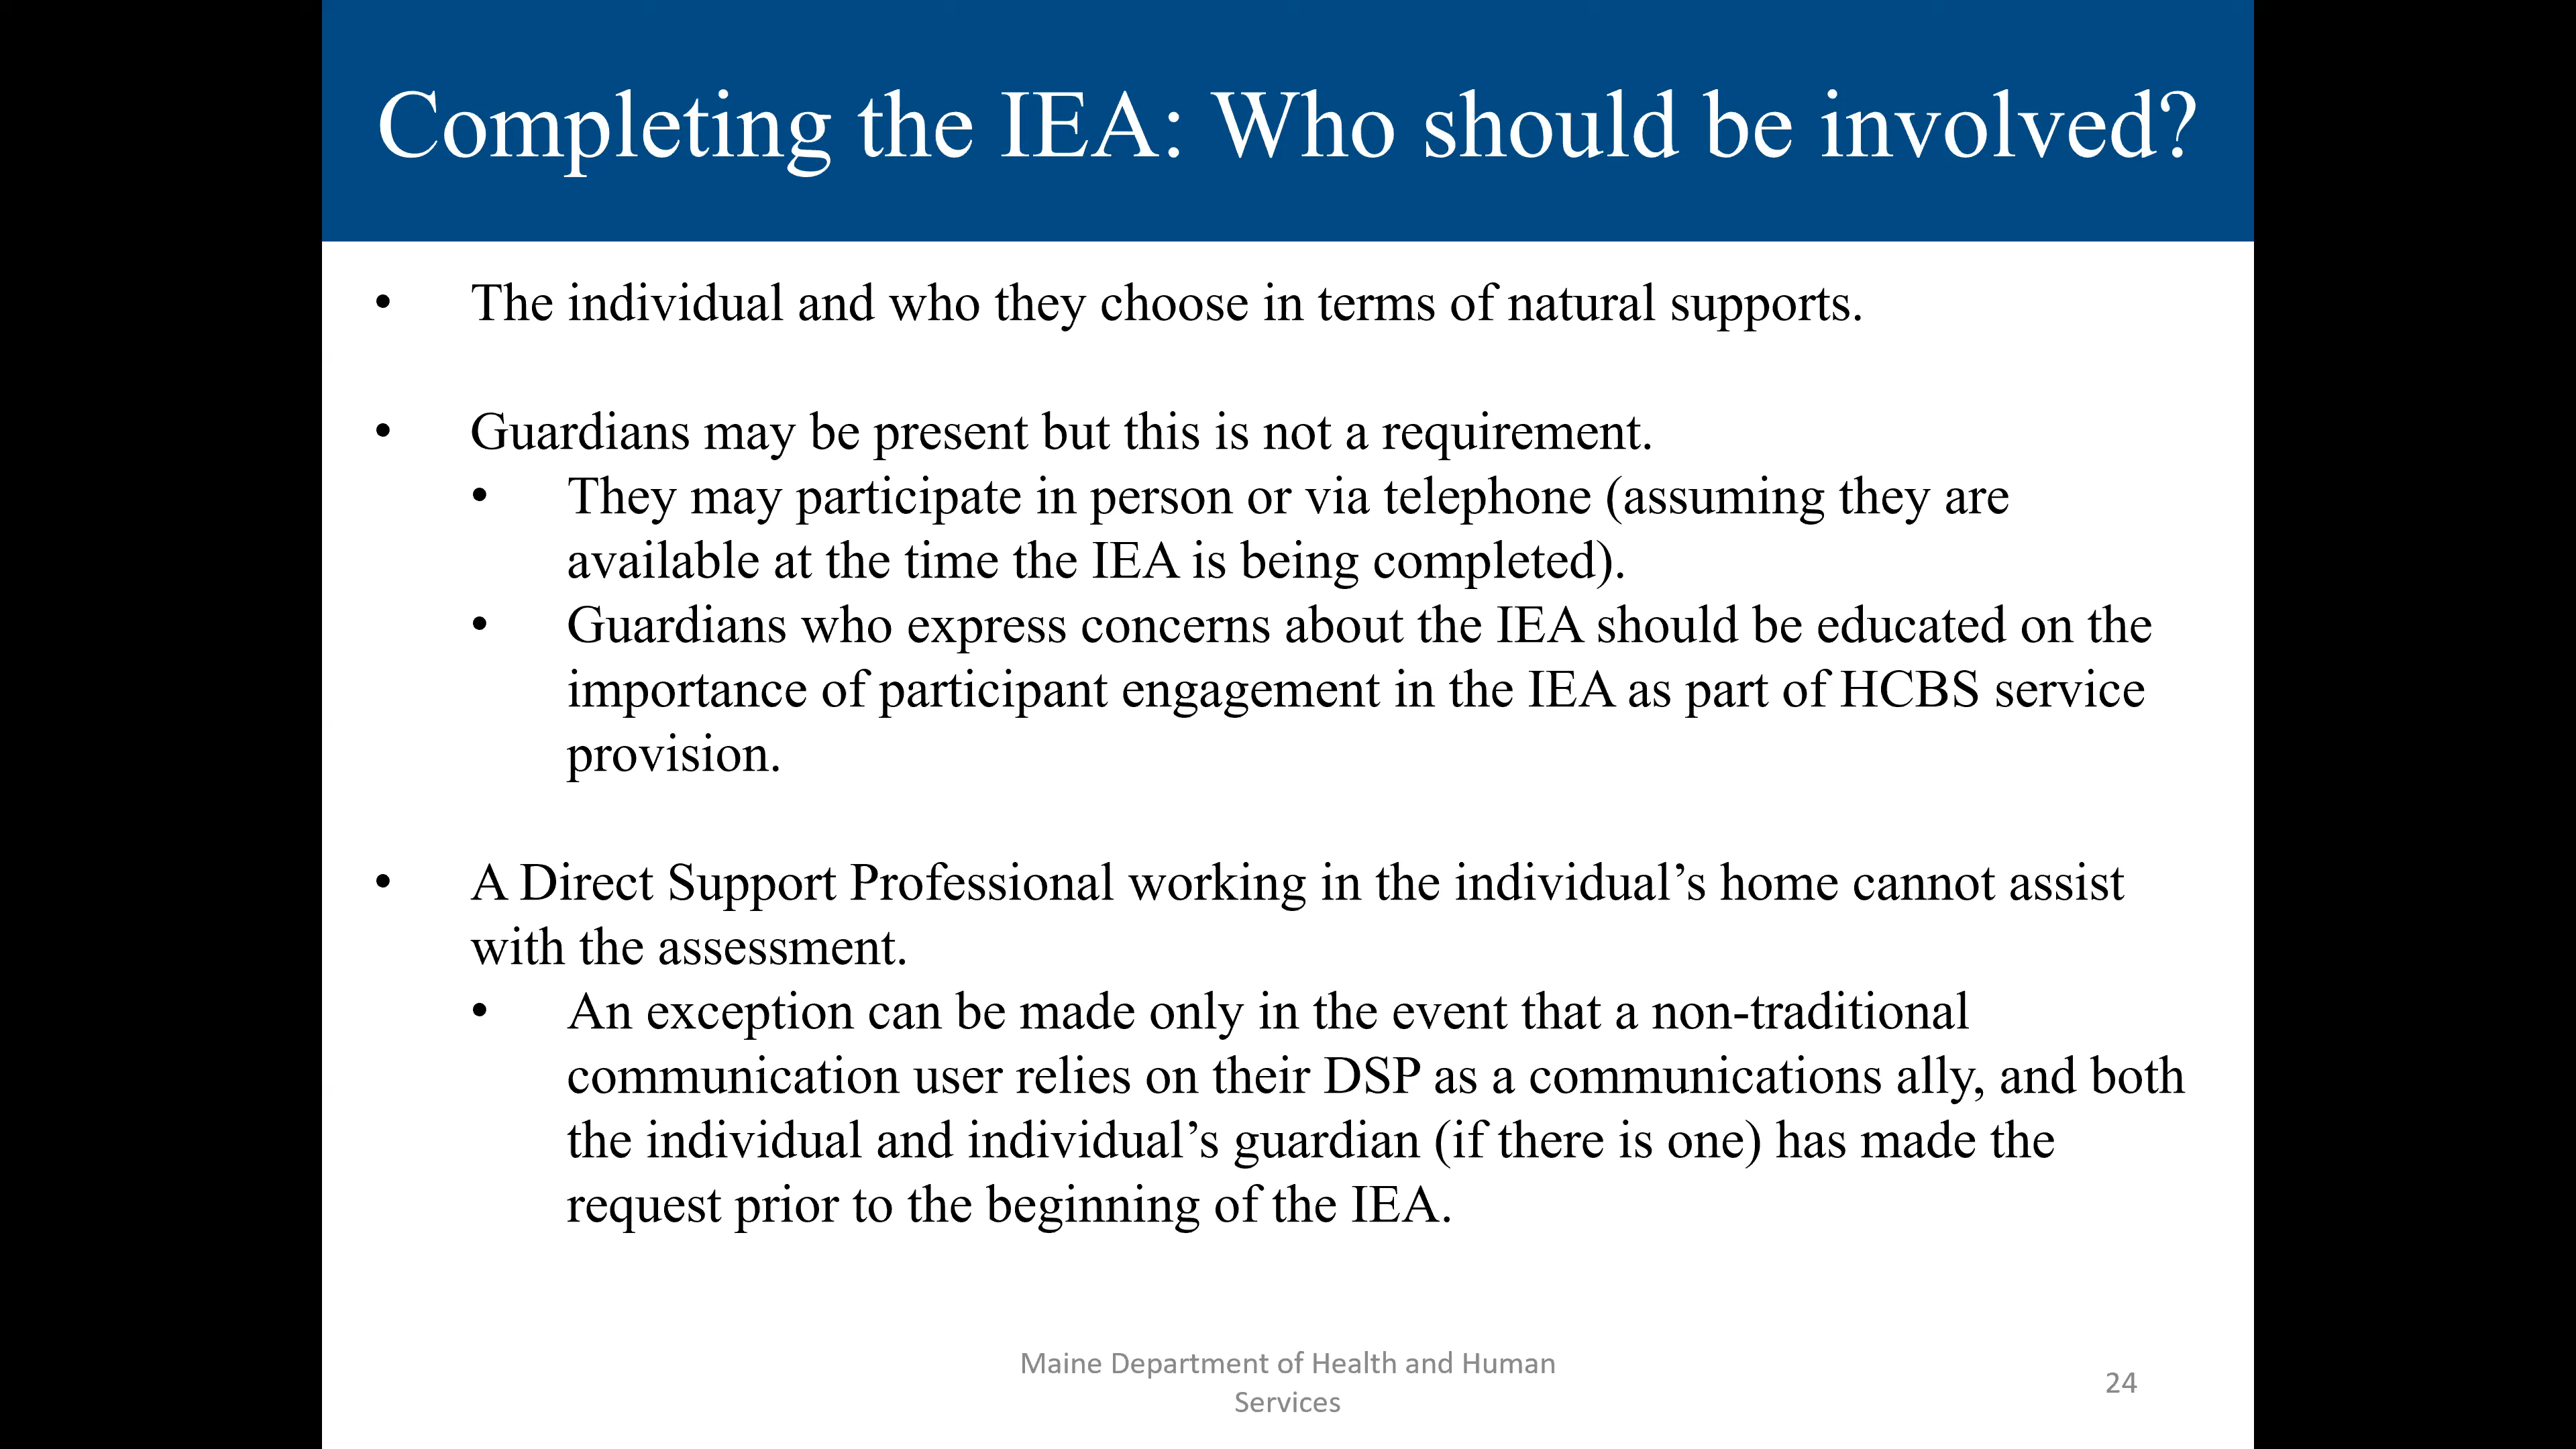 Completing the IEA: Who should be involved?
• The individual and who they choose in terms of natural supports.
• Guardians may be present but this is not a requirement.
• They may participate in person or via telephone (assuming they are
available at the time the IEA is being completed).
• Guardians who express concerns about the IEA should be educated on the
importance of participant engagement in the IEA as part of HCBS service
provision.
• A Direct Support Professional working in the individual’s home cannot assist
with the assessment.
• An exception can be made only in the event that a non-traditional
communication user relies on their DSP as a communications ally, and both
the individual and individual’s guardian (if there is one) has made the
request prior to the beginning of the IEA.
Maine Department of Health and Human
Services
24